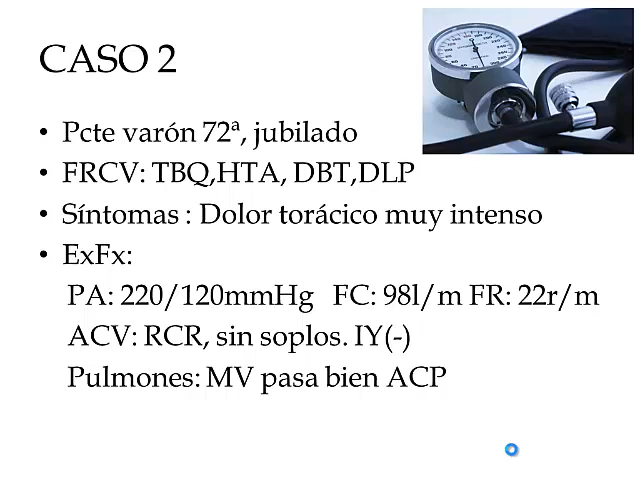 CASO 2
• Pcte varón 72ª, jubilado
• FRCV: TBQ,HTA, DBT,DLP
• Síntomas : Dolor torácico muy intenso
• ExFx:
PA: 220/120mmHg FC: 98l/m FR: 22r/m
ACV: RCR, sin soplos. IY(-)
Pulmones: MV pasa bien ACP